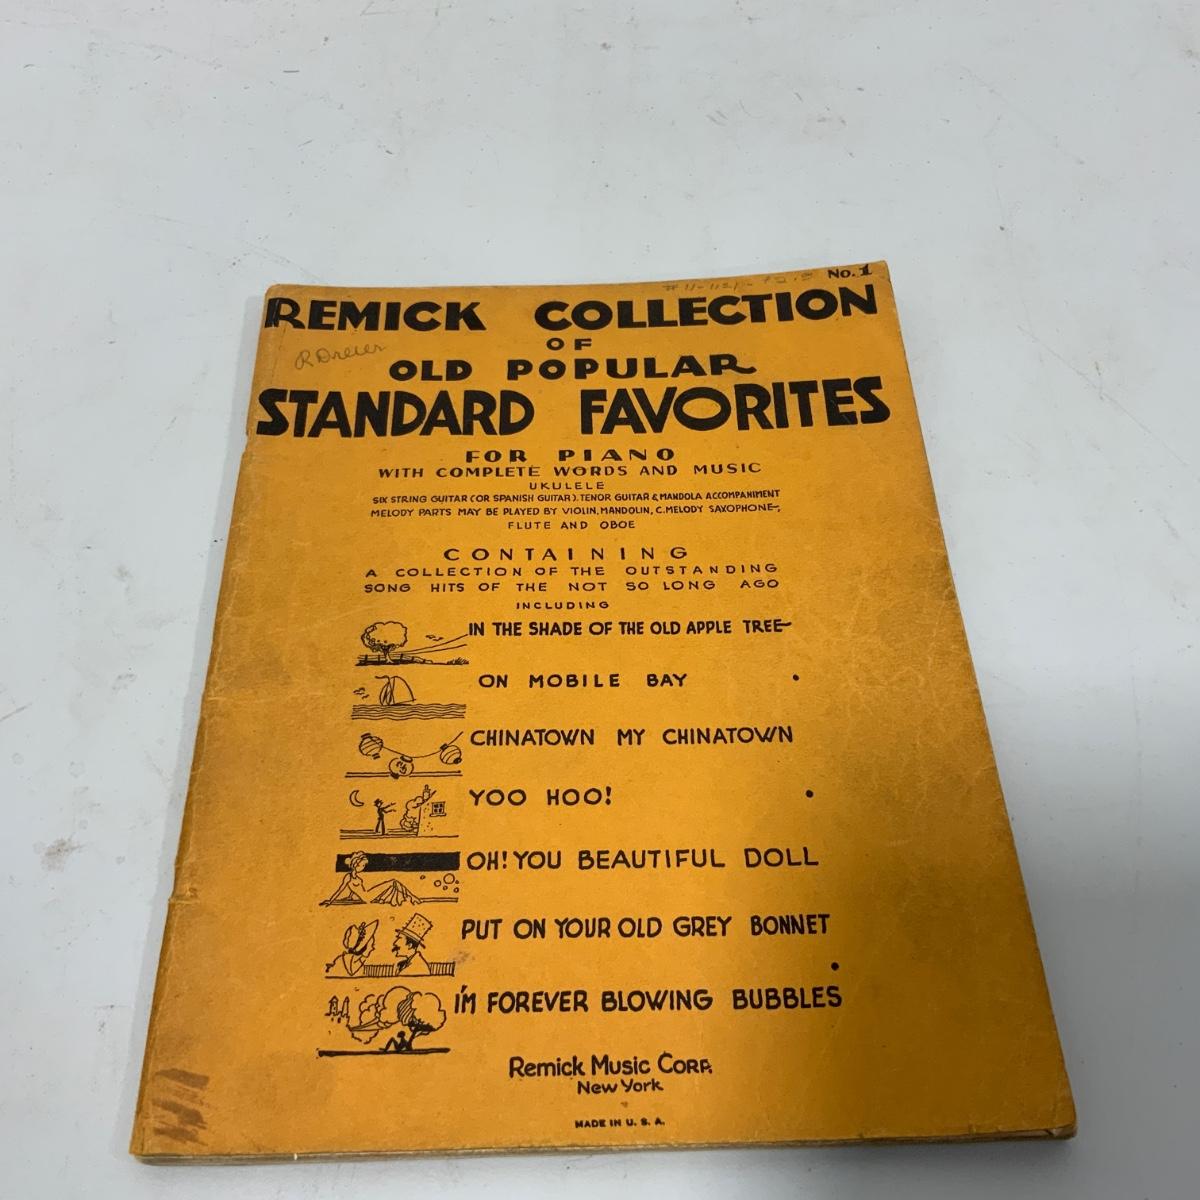 No. 1
REMICK COLLECTION
OF
R Dreier
OLD POPULAR
STANDARD FAVORITES
FOR PIANO
WITH COMPLETE WORDS AND MUSIC
UKULELE
SIX STRING GUITAR (OR SPANISH GUITAR), TENOR GUITAR & MANDOLA ACCOMPANIMENT
MELODY PARTS MAY BE PLAYED BY VIOLIN, MANDOLIN, C. MELODY SAXOPHONE,
FLUTE AND OBOE
CONTAINING
A COLLECTION OF THE OUTSTANDING
SONG HITS OF THE NOT SO LONG AGO
INCLUDING
IN THE SHADE OF THE OLD APPLE TREE
ON MOBILE BAY
CHINATOWN MY CHINATOWN
YOO HOO!
OH! YOU BEAUTIFUL DOLL
PUT ON YOUR OLD GREY BONNET
I'M FOREVER BLOWING BUBBLES
Remick Music Corp.
New York
MADE IN U. S. A.